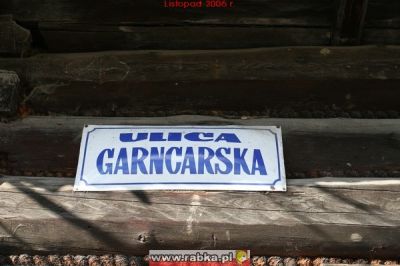 Listopad 2006 r.
ULICA
GARNCARSKA
www.rabka.pl